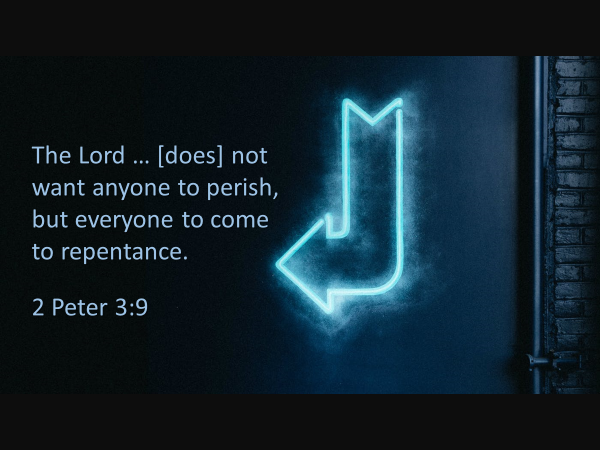 The Lord … [does] not
want anyone to perish,
but everyone to come
to repentance.
2 Peter 3:9